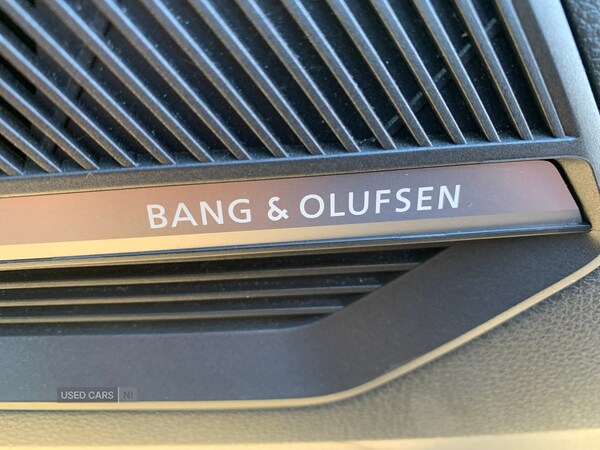 BANG & OLUFSEN
USED CARS NI